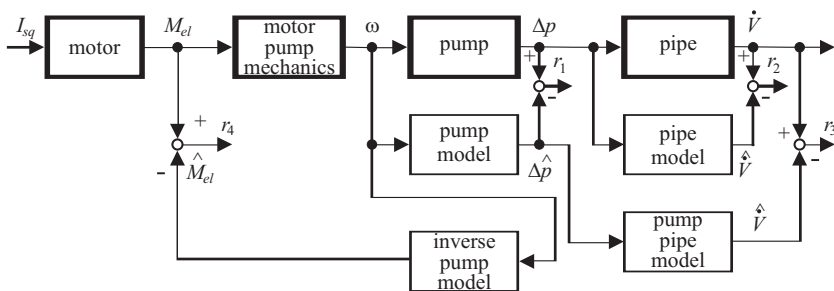 I_sq
motor
M_el
motor
pump
mechanics
ω
pump
Δp
+
r_1
-
pipe
V̇
+
r_2
-
+
r_3
-
+
r_4
-
M̂_el
pump
model
Δp̂
pipe
model
V̇̂
inverse
pump
model
pump
pipe
model
V̇̂